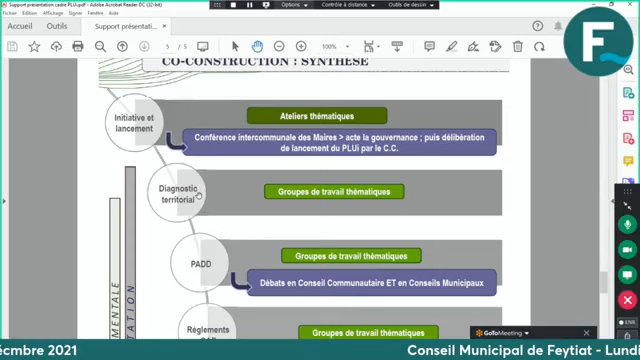 Support présentation cadre PLUi.pdf - Adobe Acrobat Reader DC (32-bit)
Options
Contrôle à distance
Outils de dessin
Fichier Edition Affichage Signer Fenêtre Aide
Accueil Outils Support présentati... ×
5 / 5 100%
CO-CONSTRUCTION : SYNTHÈSE
Initiative et
lancement
Ateliers thématiques
Conférence intercommunale des Maires > acte la gouvernance ; puis délibération
de lancement du PLUi par le C.C.
Diagnostic
territorial
Groupes de travail thématiques
PADD
Groupes de travail thématiques
Débats en Conseil Communautaire ET en Conseils Municipaux
Règlements
Groupes de travail thématiques
MENTALE
TATION
GoToMeeting
écmbre 2021
Conseil Municipal de Feytiat - Lundi